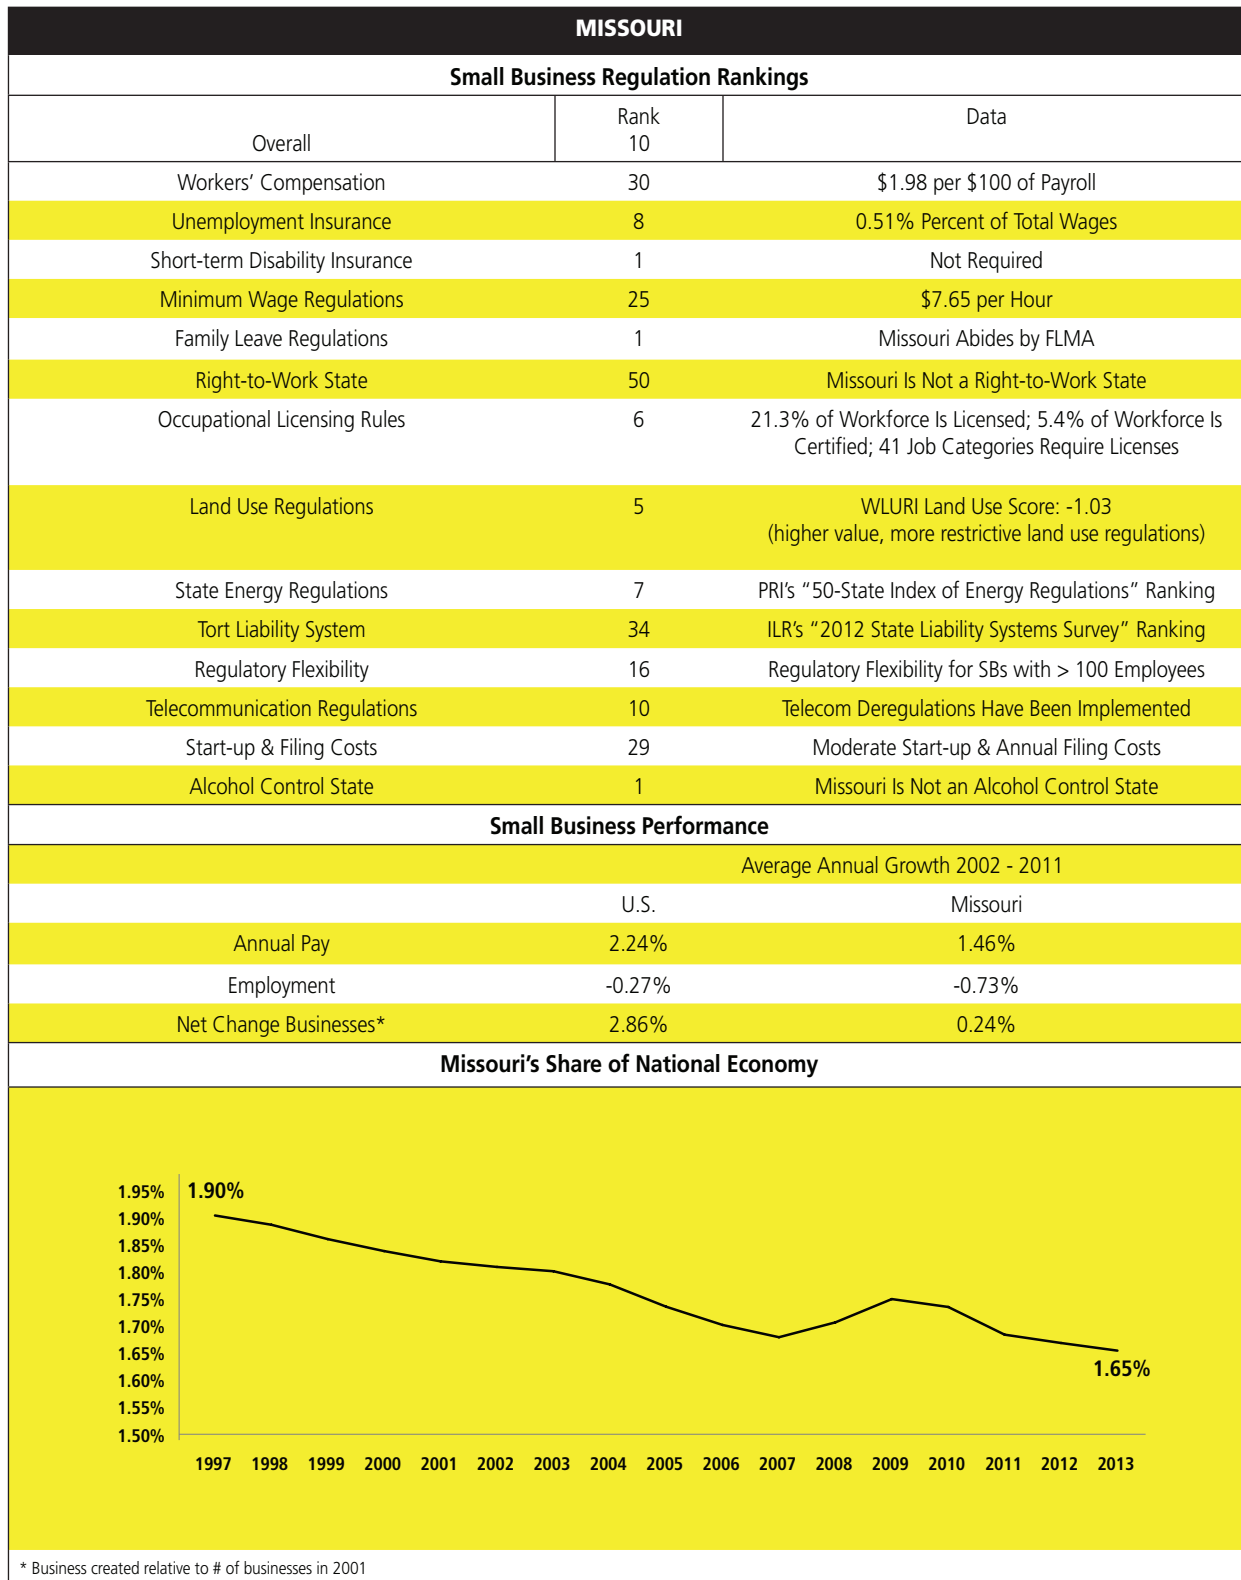 MISSOURI
Small Business Regulation Rankings
Rank Data
Overall 10
Workers’ Compensation 30 $1.98 per $100 of Payroll
Unemployment Insurance 8 0.51% Percent of Total Wages
Short-term Disability Insurance 1 Not Required
Minimum Wage Regulations 25 $7.65 per Hour
Family Leave Regulations 1 Missouri Abides by FLMA
Right-to-Work State 50 Missouri Is Not a Right-to-Work State
Occupational Licensing Rules 6 21.3% of Workforce Is Licensed; 5.4% of Workforce Is
Certified; 41 Job Categories Require Licenses
Land Use Regulations 5 WLURI Land Use Score: -1.03
(higher value, more restrictive land use regulations)
State Energy Regulations 7 PRI’s “50-State Index of Energy Regulations” Ranking
Tort Liability System 34 ILR’s “2012 State Liability Systems Survey” Ranking
Regulatory Flexibility 16 Regulatory Flexibility for SBs with > 100 Employees
Telecommunication Regulations 10 Telecom Deregulations Have Been Implemented
Start-up & Filing Costs 29 Moderate Start-up & Annual Filing Costs
Alcohol Control State 1 Missouri Is Not an Alcohol Control State
Small Business Performance
Average Annual Growth 2002 - 2011
U.S. Missouri
Annual Pay 2.24% 1.46%
Employment -0.27% -0.73%
Net Change Businesses* 2.86% 0.24%
Missouri’s Share of National Economy
1.95% 1.90%
1.90%
1.85%
1.80%
1.75%
1.70%
1.65%
1.65%
1.60%
1.55%
1.50%
1997 1998 1999 2000 2001 2002 2003 2004 2005 2006 2007 2008 2009 2010 2011 2012 2013
* Business created relative to # of businesses in 2001